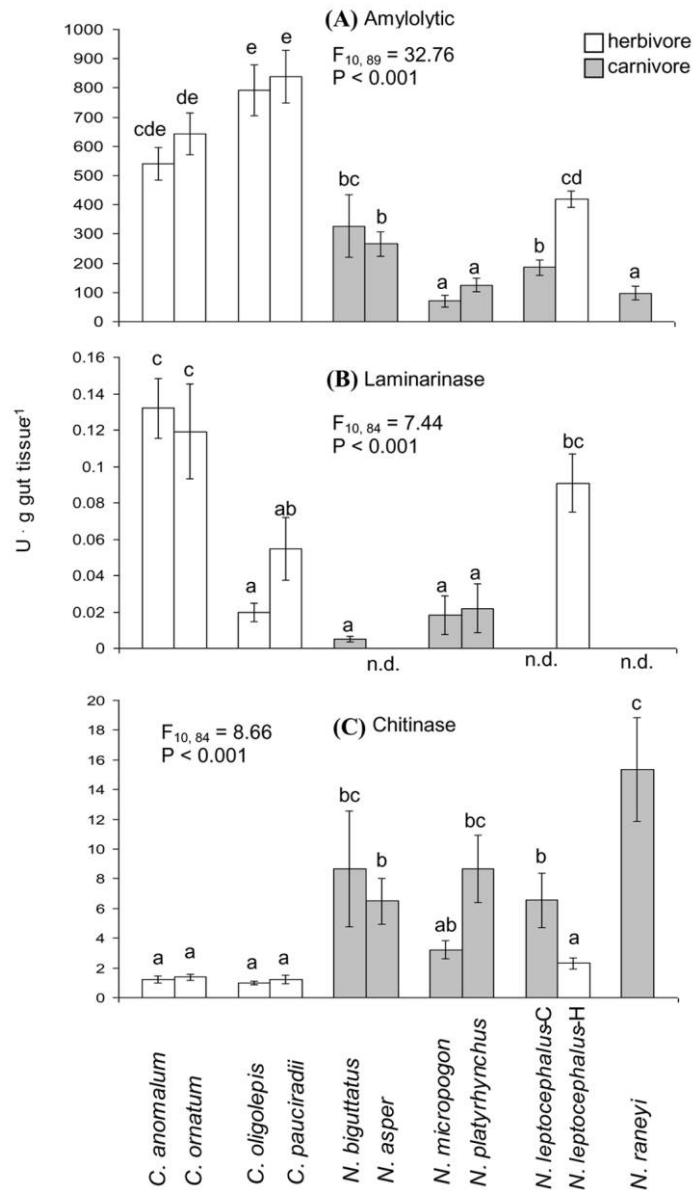 (A) Amylolytic
F10, 89 = 32.76
P < 0.001
herbivore
carnivore
1000
900
800
700
600
500
400
300
200
100
0
cde
de
e
e
bc
b
a
a
b
cd
a
(B) Laminarinase
F10, 84 = 7.44
P < 0.001
0.16
0.14
0.12
0.1
0.08
0.06
0.04
0.02
0
c
c
a
ab
a
n.d.
a
a
n.d.
bc
n.d.
U · g gut tissue-1
(C) Chitinase
F10, 84 = 8.66
P < 0.001
20
18
16
14
12
10
8
6
4
2
0
a
a
a
a
bc
b
ab
bc
b
a
c
C. anomalum
C. ornatum
C. oligolepis
C. pauciradii
N. biguttatus
N. asper
N. micropogon
N. platyrhynchus
N. leptocephalus-C
N. leptocephalus-H
N. raneyi